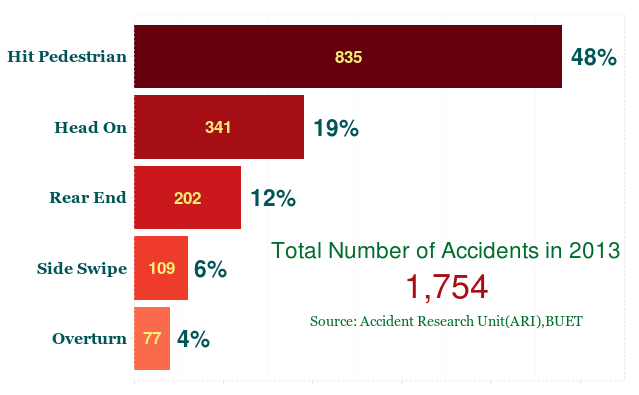 Hit Pedestrian 835 48%
Head On 341 19%
Rear End 202 12%
Side Swipe 109 6%
Total Number of Accidents in 2013
1,754
Source: Accident Research Unit(ARI),BUET
Overturn 77 4%